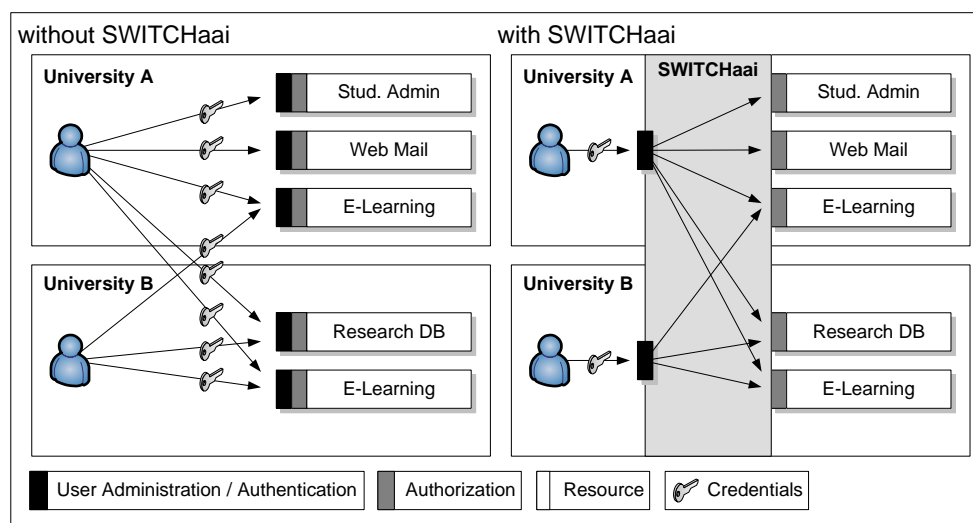 without SWITCHaai
University A
Stud. Admin
Web Mail
E-Learning
University B
Research DB
E-Learning
with SWITCHaai
University A
SWITCHaai
Stud. Admin
Web Mail
E-Learning
University B
Research DB
E-Learning
User Administration / Authentication
Authorization
Resource
Credentials